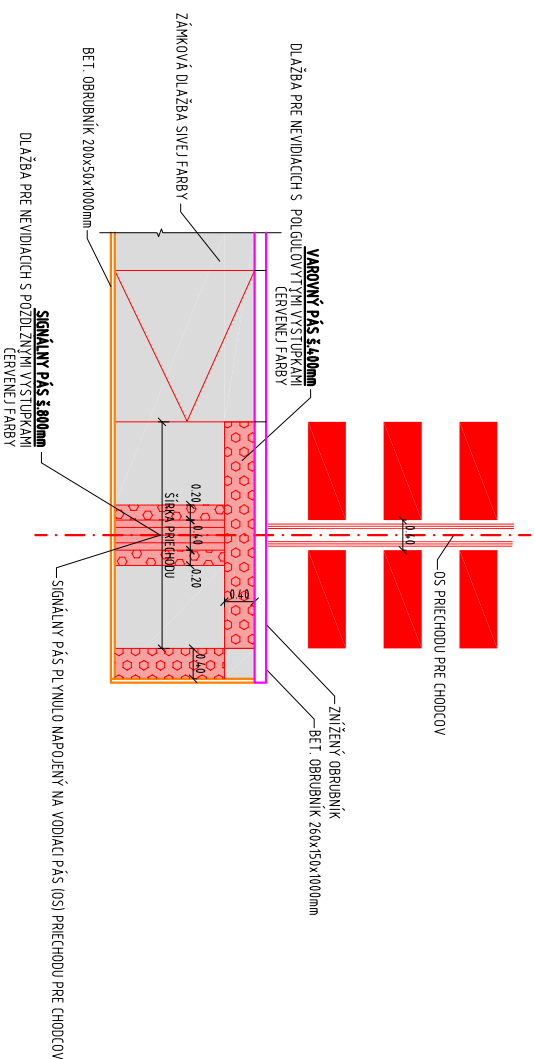 ZÁMKOVÁ DLAŽBA SIVEJ FARBY
BET. OBRUBNÍK 200x50x1000mm
VAROVNÝ PÁS š.400mm
DLAŽBA PRE NEVIDIACICH S POLGULOVYTÝMI VÝSTUPKAMI
ČERVENEJ FARBY
SIGNÁLNY PÁS š.800mm
DLAŽBA PRE NEVIDIACICH S POZDĹŽNYMI VÝSTUPKAMI
ČERVENEJ FARBY
0.20
0.40
0.20
ŠÍRKA PRIECHODU
0.40
0.40
0.40
OS PRIECHODU PRE CHODCOV
ZNÍŽENÝ OBRUBNÍK
BET. OBRUBNÍK 260x150x1000mm
SIGNÁLNY PÁS PLYNULO NAPOJENÝ NA VODIACI PÁS (OS) PRIECHODU PRE CHODCOV